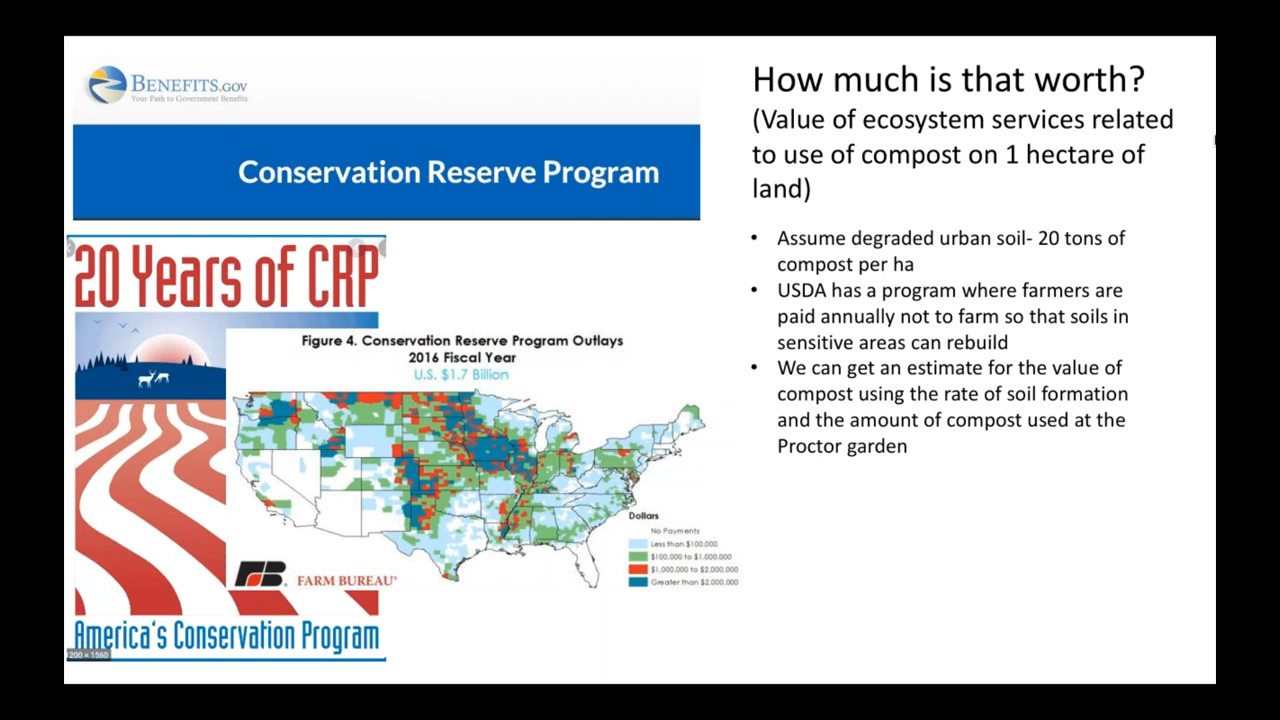 BENEFITS.GOV
Your Path to Government Benefits
Conservation Reserve Program
20 Years of CRP
Figure 4. Conservation Reserve Program Outlays
2016 Fiscal Year
U.S. $1.7 Billion
Dollars
No Payments
Less than $100,000
$100,000 to $1,000,000
$1,000,000 to $2,000,000
Greater than $2,000,000
FB
FARM BUREAU®
America's Conservation Program
1200 × 1560
How much is that worth?
(Value of ecosystem services related
to use of compost on 1 hectare of
land)
• Assume degraded urban soil- 20 tons of
compost per ha
• USDA has a program where farmers are
paid annually not to farm so that soils in
sensitive areas can rebuild
• We can get an estimate for the value of
compost using the rate of soil formation
and the amount of compost used at the
Proctor garden